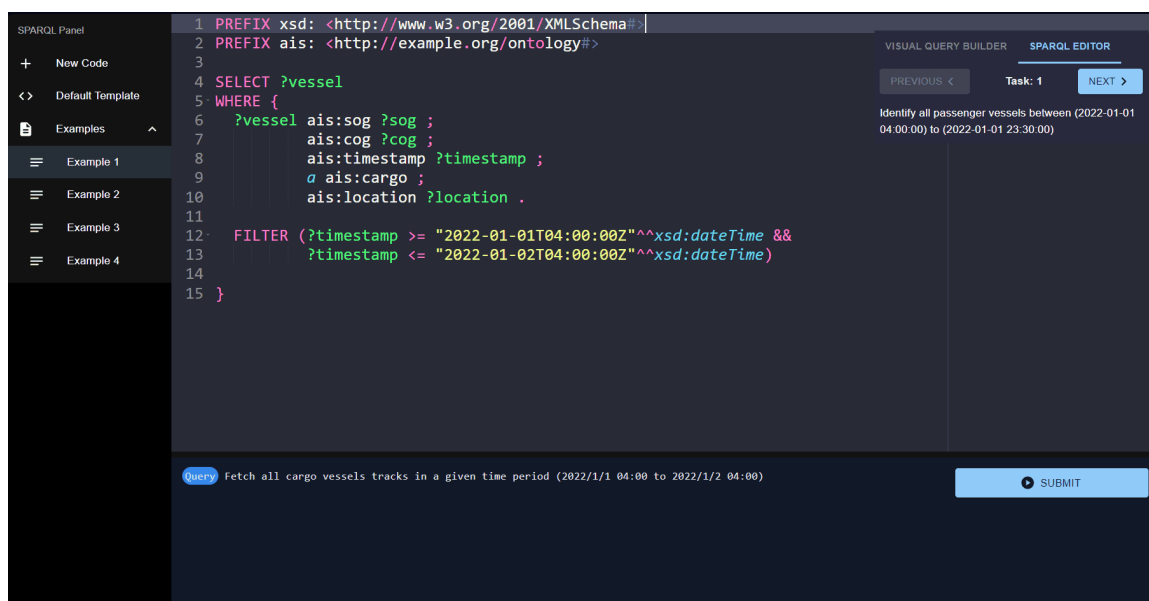 SPARQL Panel
New Code
Default Template
Examples
Example 1
Example 2
Example 3
Example 4
1 PREFIX xsd: <http://www.w3.org/2001/XMLSchema#>
2 PREFIX ais: <http://example.org/ontology#>
3
4 SELECT ?vessel
5 WHERE {
6 ?vessel ais:sog ?sog ;
7 ais:cog ?cog ;
8 ais:timestamp ?timestamp ;
9 a ais:cargo ;
10 ais:location ?location .
11
12 FILTER (?timestamp >= "2022-01-01T04:00:00Z"^^xsd:dateTime &&
13 ?timestamp <= "2022-01-02T04:00:00Z"^^xsd:dateTime)
14
15 }
VISUAL QUERY BUILDER SPARQL EDITOR
PREVIOUS < Task: 1 NEXT >
Identify all passenger vessels between (2022-01-01
04:00:00) to (2022-01-01 23:30:00)
Query Fetch all cargo vessels tracks in a given time period (2022/1/1 04:00 to 2022/1/2 04:00)
SUBMIT